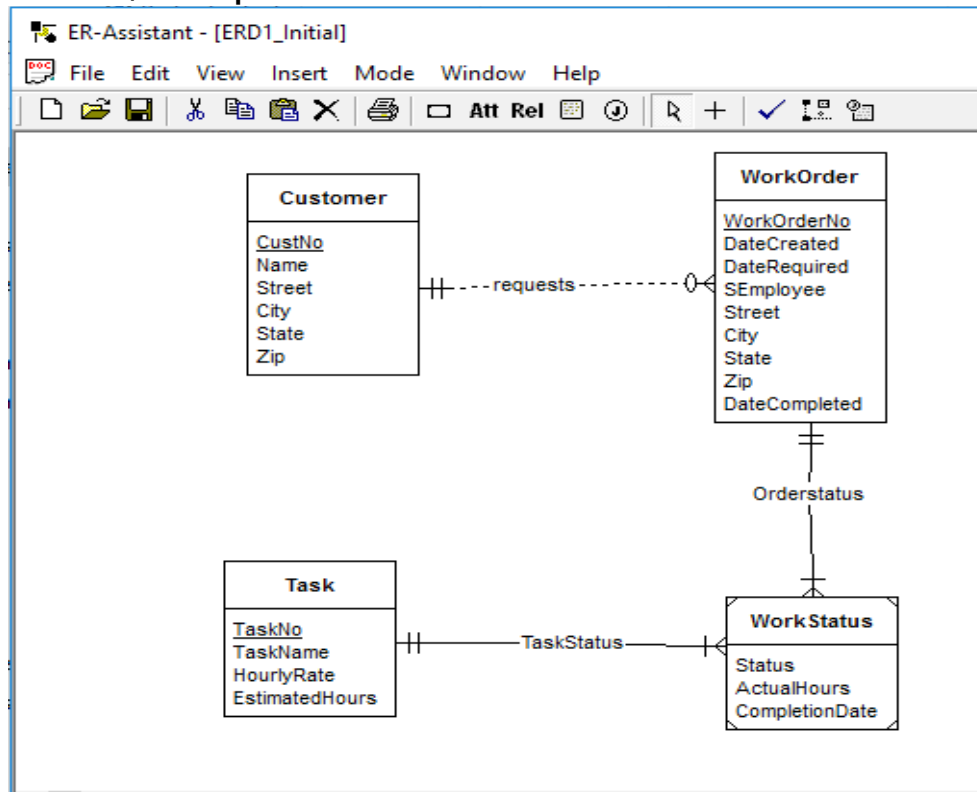 ER-Assistant - [ERD1_Initial]
DOC
File Edit View Insert Mode Window Help
Att Rel J
Customer
CustNo
Name
Street
City
State
Zip
requests
WorkOrder
WorkOrderNo
DateCreated
DateRequired
SEmployee
Street
City
State
Zip
DateCompleted
Orderstatus
Task
TaskNo
TaskName
HourlyRate
EstimatedHours
TaskStatus
WorkStatus
Status
ActualHours
CompletionDate